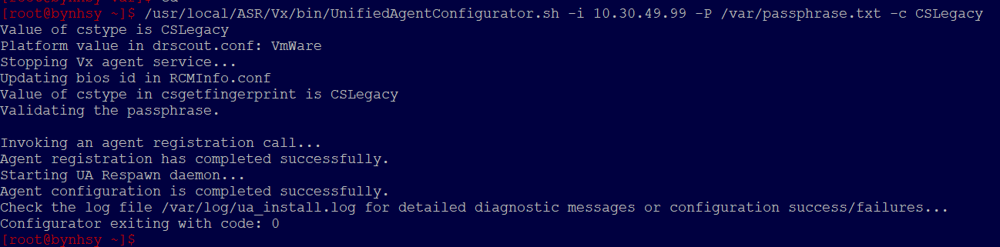 [root@bynhsy ~]$ /usr/local/ASR/Vx/bin/UnifiedAgentConfigurator.sh -i 10.30.49.99 -P /var/passphrase.txt -c CSLegacy
Value of cstype is CSLegacy
Platform value in drscout.conf: VmWare
Stopping Vx agent service...
Updating bios id in RCMInfo.conf
Value of cstype in csgetfingerprint is CSLegacy
Validating the passphrase.

Invoking an agent registration call...
Agent registration has completed successfully.
Starting UA Respawn daemon...
Agent configuration is completed successfully.
Check the log file /var/log/ua_install.log for detailed diagnostic messages or configuration success/failures...
Configurator exiting with code: 0
[root@bynhsy ~]$